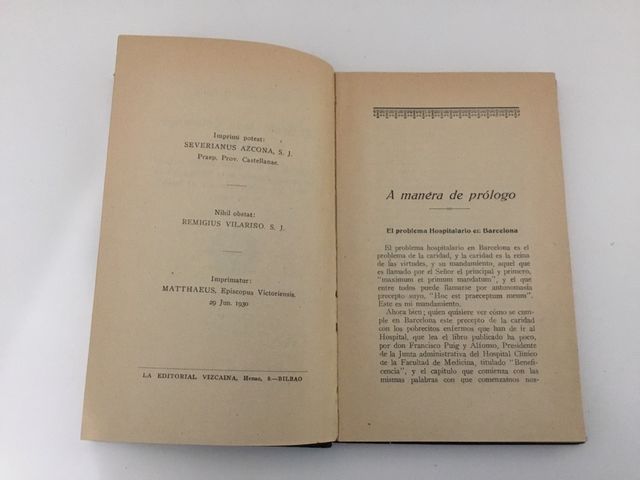 Imprimi potest:
SEVERIANUS AZCONA, S. J.
Praep. Prov. Castellanae.
Nihil obstat:
REMIGIUS VILARIÑO. S. J.
Imprimatur:
MATTHAEUS, Episcopus Victoriensis.
29 Jun. 1930
LA EDITORIAL VIZCAINA, Henao, 8.—BILBAO
A manera de prólogo
El problema Hospitalario en Barcelona
El problema hospitalario en Barcelona es el
problema de la caridad, y la caridad es la reina
de las virtudes, y su mandamiento, aquel que
es llamado por el Señor el principal y primero,
"maximum et primum mandatum", y el que
entre todos puede llamarse por autonomasia
precepto suyo, "Hoc est praeceptum meum".
Este es mi mandamiento.
Ahora bien; quien quisiere ver cómo se cum-
ple en Barcelona este precepto de la caridad
con los pobrecitos enfermos que han de ir al
Hospital, que lea el libro publicado ha poco,
por don Francisco Puig y Alfonso, Presidente
de la Junta administrativa del Hospital Clínico
de la Facultad de Medicina, titulado "Benefi-
cencia", y el capítulo que comienza con las
mismas palabras con que comenzamos nos-